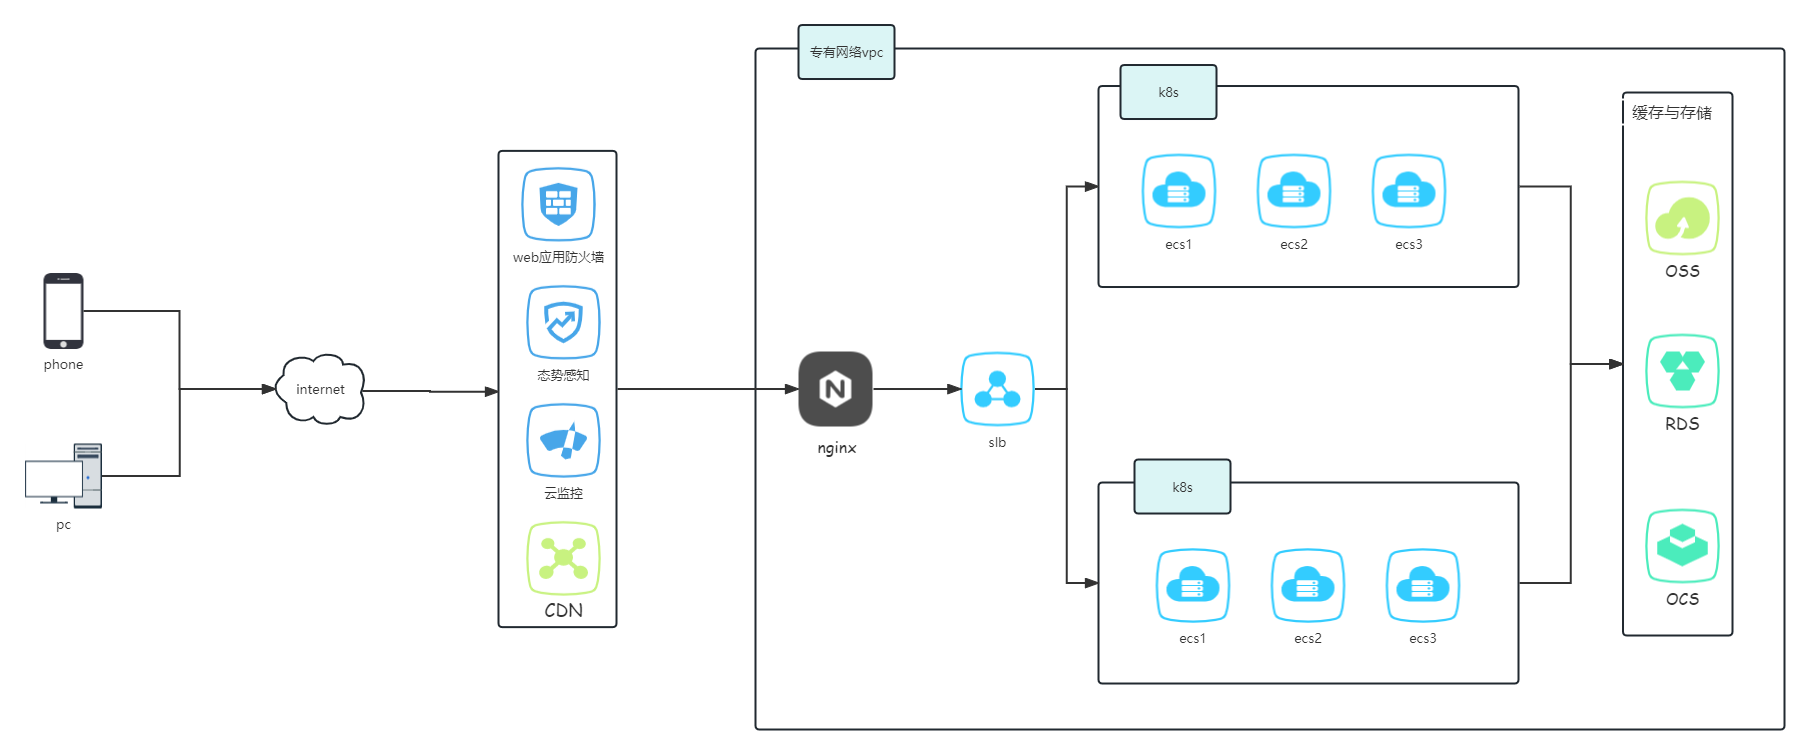 专有网络vpc
k8s
缓存与存储
ecs1
ecs2
ecs3
web应用防火墙
OSS
phone
态势感知
internet
RDS
nginx
slb
云监控
k8s
pc
CDN
OCS
ecs1
ecs2
ecs3